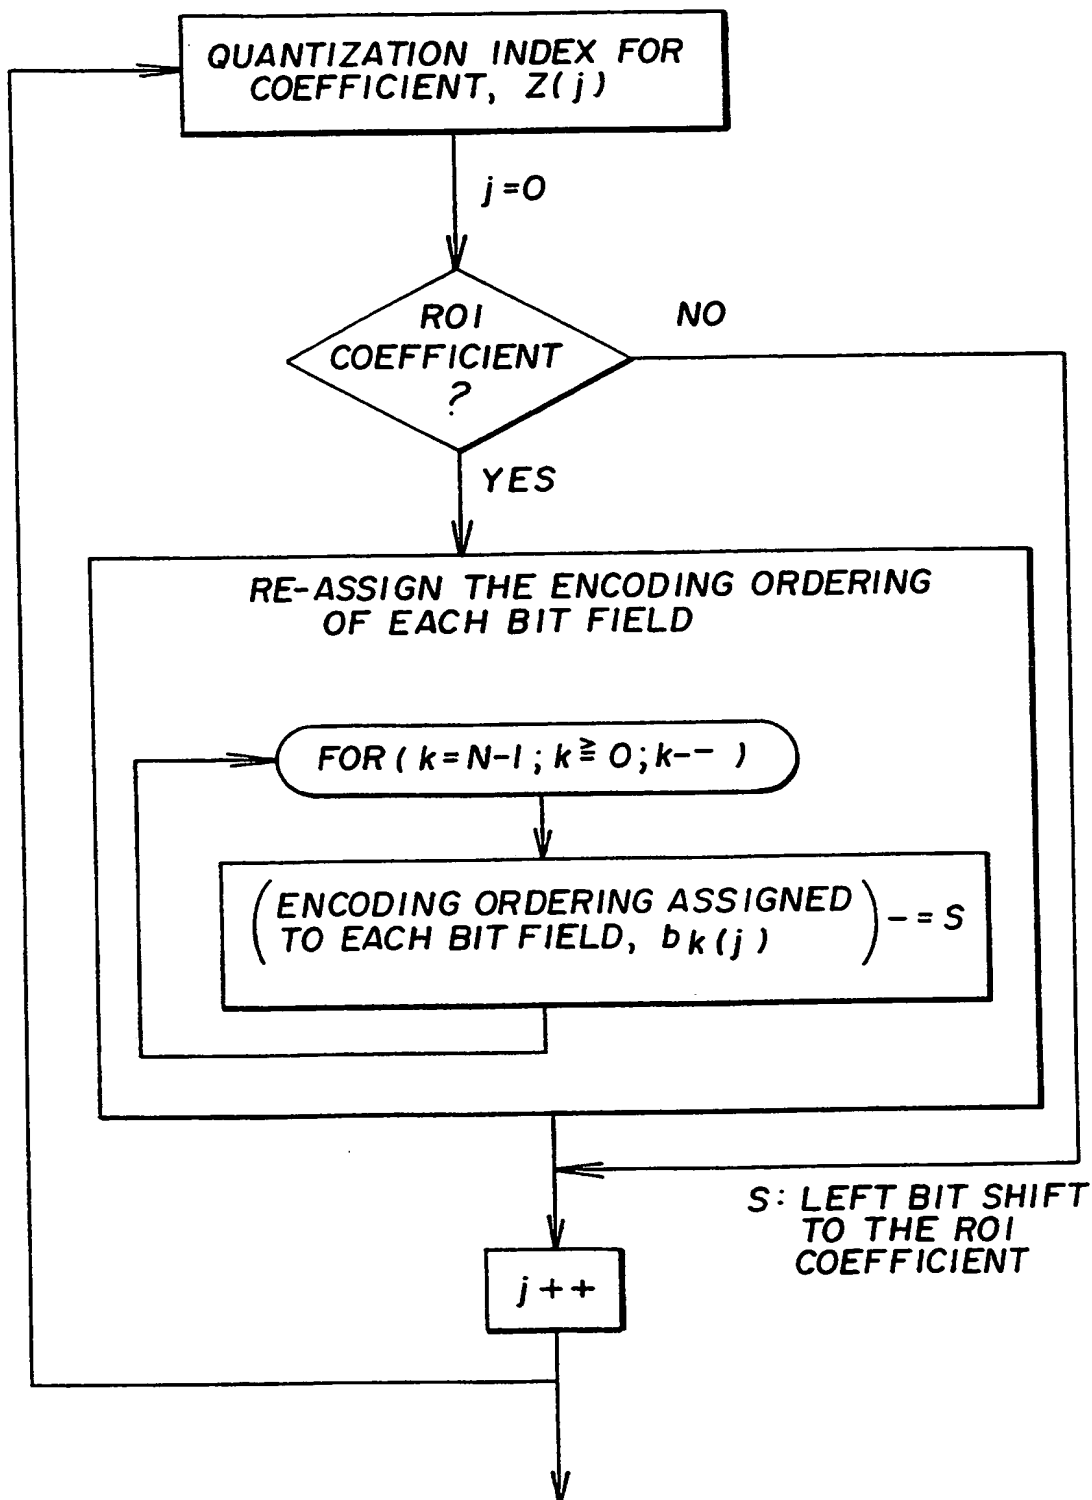 QUANTIZATION INDEX FOR
COEFFICIENT, Z(j)
j=0
ROI
COEFFICIENT
?
NO
YES
RE-ASSIGN THE ENCODING ORDERING
OF EACH BIT FIELD
FOR ( k=N-1 ; k≧0 ; k-- )
(ENCODING ORDERING ASSIGNED
TO EACH BIT FIELD, bk(j)) -= S
S: LEFT BIT SHIFT
TO THE ROI
COEFFICIENT
j++